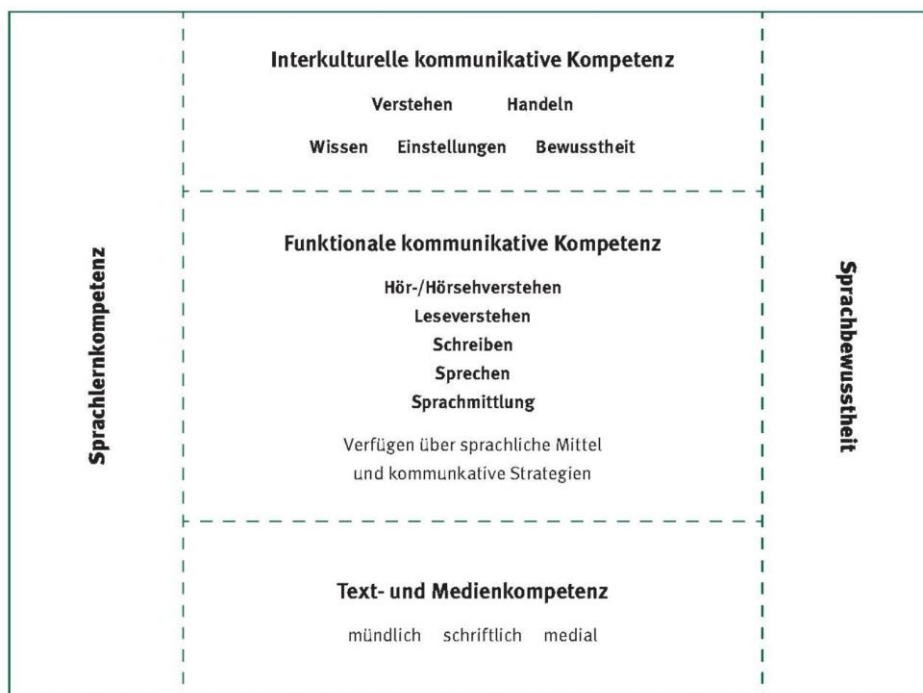 Interkulturelle kommunikative Kompetenz
Verstehen Handeln
Wissen Einstellungen Bewusstheit
Sprachlernkompetenz
Funktionale kommunikative Kompetenz
Hör-/Hörsehverstehen
Leseverstehen
Schreiben
Sprechen
Sprachmittlung
Verfügen über sprachliche Mittel
und kommunkative Strategien
Sprachbewusstheit
Text- und Medienkompetenz
mündlich schriftlich medial